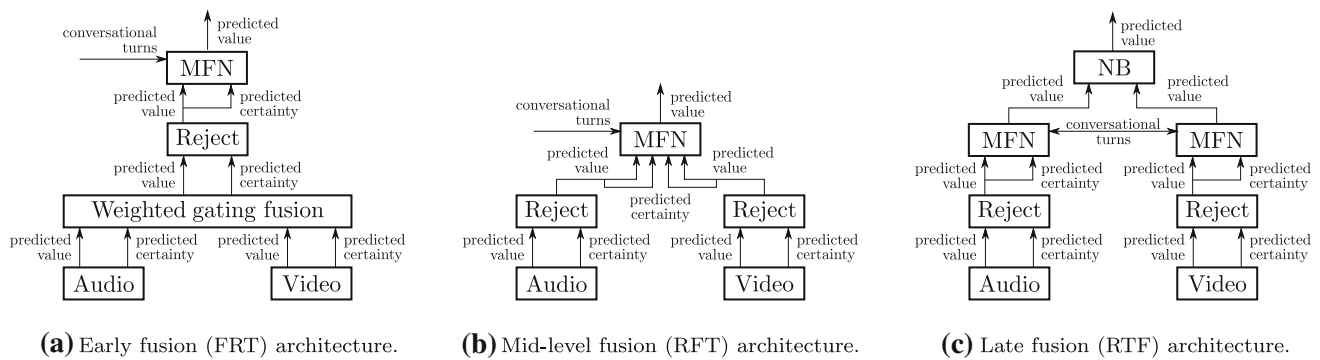 predicted
value
conversational
turns
MFN
predicted
value
predicted
certainty
Reject
predicted
value
predicted
certainty
Weighted gating fusion
predicted
value
predicted
certainty
predicted
value
predicted
certainty
Audio
Video
(a) Early fusion (FRT) architecture.
predicted
value
conversational
turns
MFN
predicted
value
predicted
value
predicted
certainty
Reject
Reject
predicted
value
predicted
certainty
predicted
value
predicted
certainty
Audio
Video
(b) Mid-level fusion (RFT) architecture.
predicted
value
NB
predicted
value
predicted
value
MFN
conversational
turns
MFN
predicted
value
predicted
certainty
predicted
value
predicted
certainty
Reject
Reject
predicted
value
predicted
certainty
predicted
value
predicted
certainty
Audio
Video
(c) Late fusion (RTF) architecture.